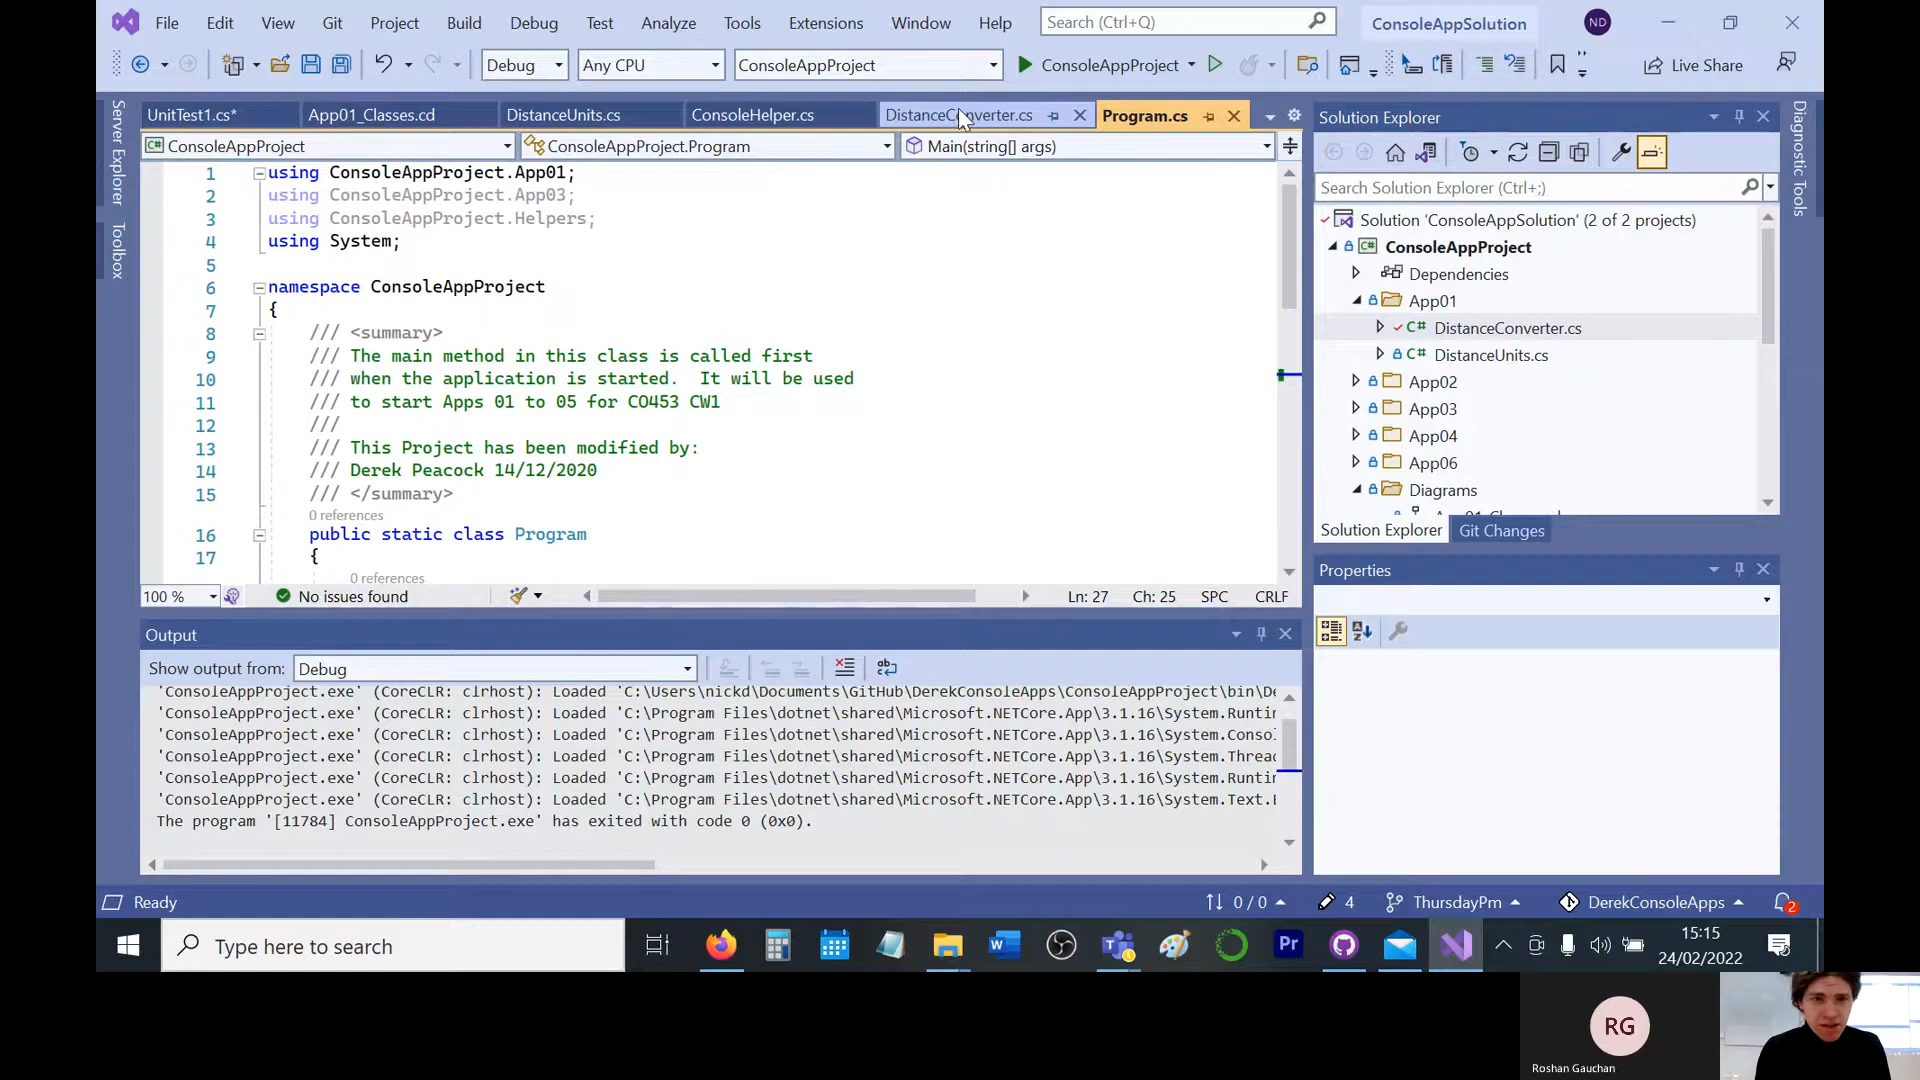 File Edit View Git Project Build Debug Test Analyze Tools Extensions Window Help Search (Ctrl+Q) ConsoleAppSolution ND
Debug Any CPU ConsoleAppProject ConsoleAppProject Live Share
Server Explorer
Toolbox
UnitTest1.cs* App01_Classes.cd DistanceUnits.cs ConsoleHelper.cs DistanceConverter.cs Program.cs
ConsoleAppProject ConsoleAppProject.Program Main(string[] args)
1 using ConsoleAppProject.App01;
2 using ConsoleAppProject.App03;
3 using ConsoleAppProject.Helpers;
4 using System;
5
6 namespace ConsoleAppProject
7 {
8 /// <summary>
9 /// The main method in this class is called first
10 /// when the application is started.  It will be used
11 /// to start Apps 01 to 05 for CO453 CW1
12 ///
13 /// This Project has been modified by:
14 /// Derek Peacock 14/12/2020
15 /// </summary>
0 references
16 public static class Program
17 {
0 references
100 % No issues found Ln: 27 Ch: 25 SPC CRLF
Output
Show output from: Debug
'ConsoleAppProject.exe' (CoreCLR: clrhost): Loaded 'C:\Users\nickd\Documents\GitHub\DerekConsoleApps\ConsoleAppProject\bin\De
'ConsoleAppProject.exe' (CoreCLR: clrhost): Loaded 'C:\Program Files\dotnet\shared\Microsoft.NETCore.App\3.1.16\System.Runtin
'ConsoleAppProject.exe' (CoreCLR: clrhost): Loaded 'C:\Program Files\dotnet\shared\Microsoft.NETCore.App\3.1.16\System.Consol
'ConsoleAppProject.exe' (CoreCLR: clrhost): Loaded 'C:\Program Files\dotnet\shared\Microsoft.NETCore.App\3.1.16\System.Thread
'ConsoleAppProject.exe' (CoreCLR: clrhost): Loaded 'C:\Program Files\dotnet\shared\Microsoft.NETCore.App\3.1.16\System.Runtin
'ConsoleAppProject.exe' (CoreCLR: clrhost): Loaded 'C:\Program Files\dotnet\shared\Microsoft.NETCore.App\3.1.16\System.Text.E
The program '[11784] ConsoleAppProject.exe' has exited with code 0 (0x0).
Solution Explorer
Search Solution Explorer (Ctrl+;)
Solution 'ConsoleAppSolution' (2 of 2 projects)
C# ConsoleAppProject
Dependencies
App01
C# DistanceConverter.cs
C# DistanceUnits.cs
App02
App03
App04
App06
Diagrams
Solution Explorer Git Changes
Properties
Diagnostic Tools
Ready 0 / 0 4 ThursdayPm DerekConsoleApps 2
Type here to search Pr 15:15
24/02/2022
RG
Roshan Gauchan